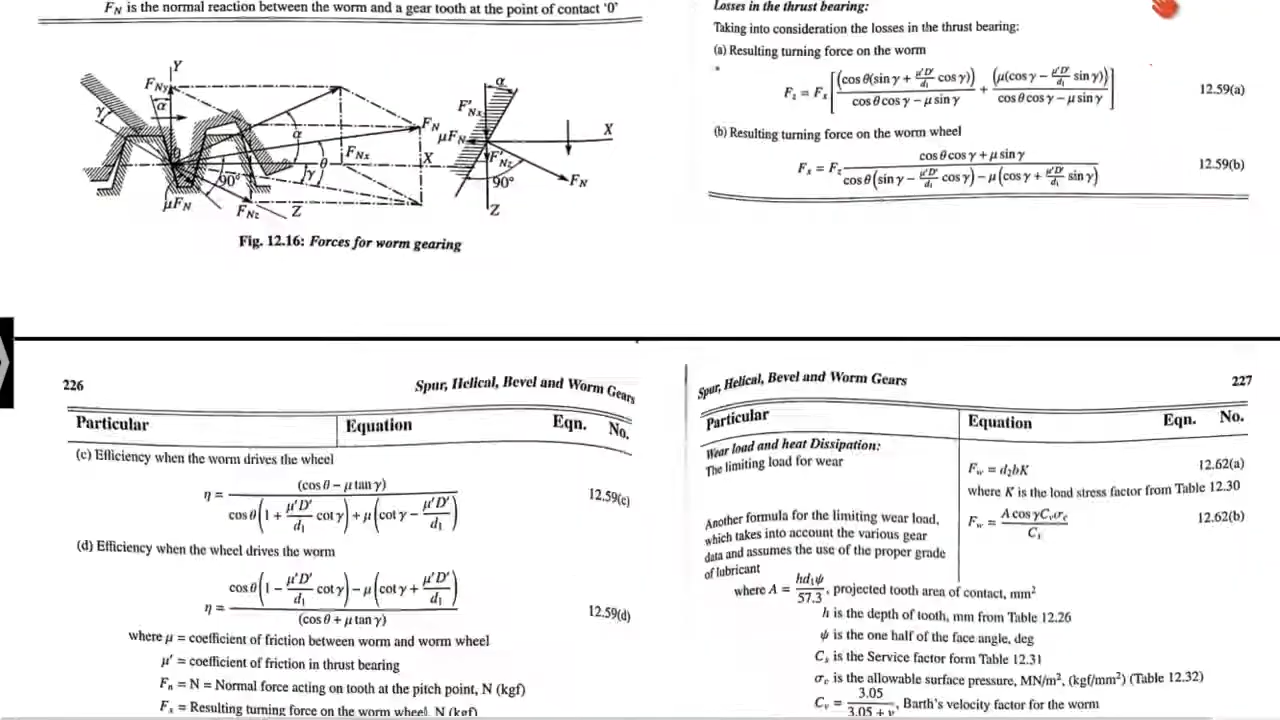 F_N is the normal reaction between the worm and a gear tooth at the point of contact ‘0’
Y
F_Ny
α
γ
α
θ
F_N
F_Nx
X
90°
γ
μF_N
F_Nz
Z
α
F'_Nx
μF_N
X
F'_Nz
90°
F_N
Z
Fig. 12.16: Forces for worm gearing
Losses in the thrust bearing:
Taking into consideration the losses in the thrust bearing:
(a) Resulting turning force on the worm
F_z = F_x [ (cos θ(sin γ + μ'D'/d₁ cos γ)) / (cos θ cos γ − μ sin γ) + (μ(cos γ − μ'D'/d₁ sin γ)) / (cos θ cos γ − μ sin γ) ] 12.59(a)
(b) Resulting turning force on the worm wheel
F_x = F_z (cos θ cos γ + μ sin γ) / (cos θ (sin γ − μ'D'/d₁ cos γ) − μ (cos γ + μ'D'/d₁ sin γ)) 12.59(b)
226 Spur, Helical, Bevel and Worm Gears
Particular Equation Eqn. No.
(c) Efficiency when the worm drives the wheel
η = (cos θ − μ tan γ) / (cos θ (1 + μ'D'/d₁ cot γ) + μ (cot γ − μ'D'/d₁)) 12.59(c)
(d) Efficiency when the wheel drives the worm
η = (cos θ (1 − μ'D'/d₁ cot γ) − μ (cot γ + μ'D'/d₁)) / (cos θ + μ tan γ) 12.59(d)
where μ = coefficient of friction between worm and worm wheel
μ' = coefficient of friction in thrust bearing
F_n = N = Normal force acting on tooth at the pitch point, N (kgf)
F_x = Resulting turning force on the worm wheel, N (kgf)
Spur, Helical, Bevel and Worm Gears 227
Particular Equation Eqn. No.
Wear load and heat Dissipation:
The limiting load for wear F_w = d₂bK 12.62(a)
where K is the load stress factor from Table 12.30
Another formula for the limiting wear load, F_w = (A cos γ C_v σ_c) / C_s 12.62(b)
which takes into account the various gear
data and assumes the use of the proper grade
of lubricant
where A = hd₁ψ / 57.3, projected tooth area of contact, mm²
h is the depth of tooth, mm from Table 12.26
ψ is the one half of the face angle, deg
C_s is the Service factor form Table 12.31
σ_c is the allowable surface pressure, MN/m², (kgf/mm²) (Table 12.32)
C_v = 3.05 / (3.05 + v), Barth's velocity factor for the worm